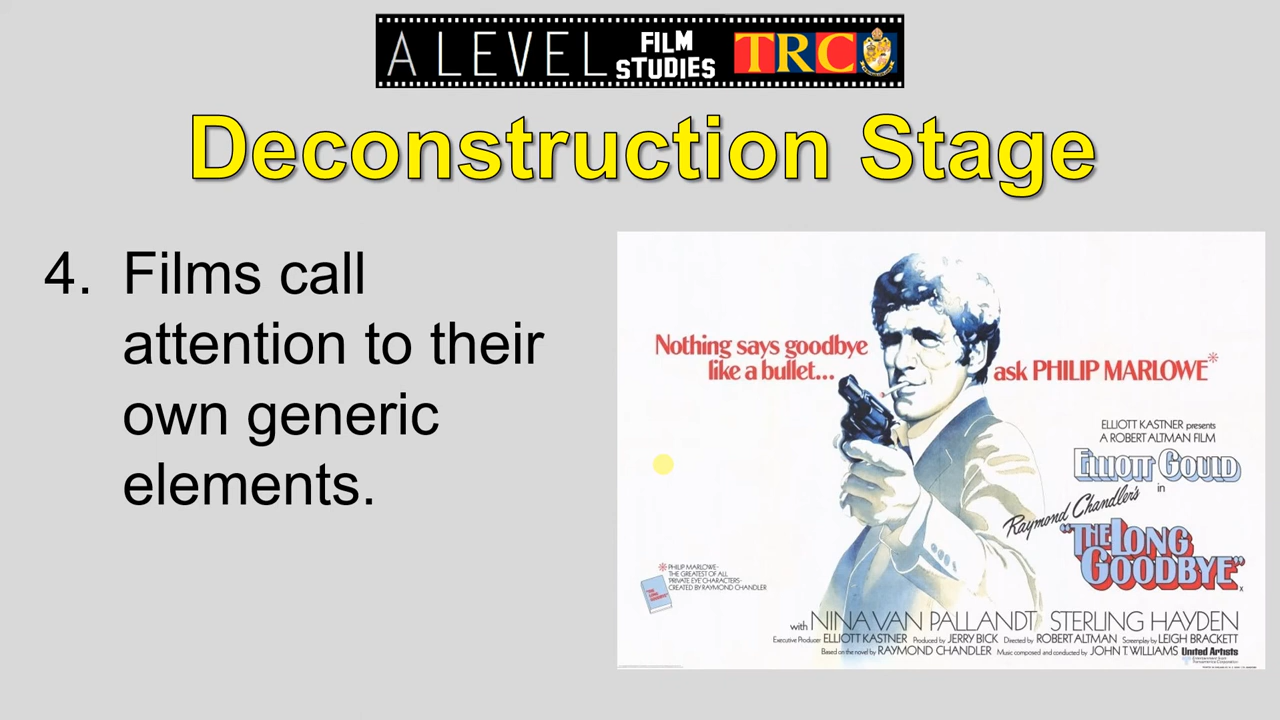 A LEVEL FILM STUDIES TRC
Deconstruction Stage
4. Films call
attention to their
own generic
elements.
Nothing says goodbye
like a bullet...
ask PHILIP MARLOWE*
ELLIOTT KASTNER presents
A ROBERT ALTMAN FILM
ELLIOTT GOULD
in
Raymond Chandler's
"THE LONG
GOODBYE"
* PHILIP MARLOWE-
THE GREATEST OF ALL
'PRIVATE EYE' CHARACTERS-
CREATED BY RAYMOND CHANDLER
with NINA VAN PALLANDT STERLING HAYDEN
Executive Producer ELLIOTT KASTNER Produced by JERRY BICK Directed by ROBERT ALTMAN Screenplay by LEIGH BRACKETT
Based on the novel by RAYMOND CHANDLER Music composed and conducted by JOHN T WILLIAMS United Artists
Entertainment from
Transamerica Corporation